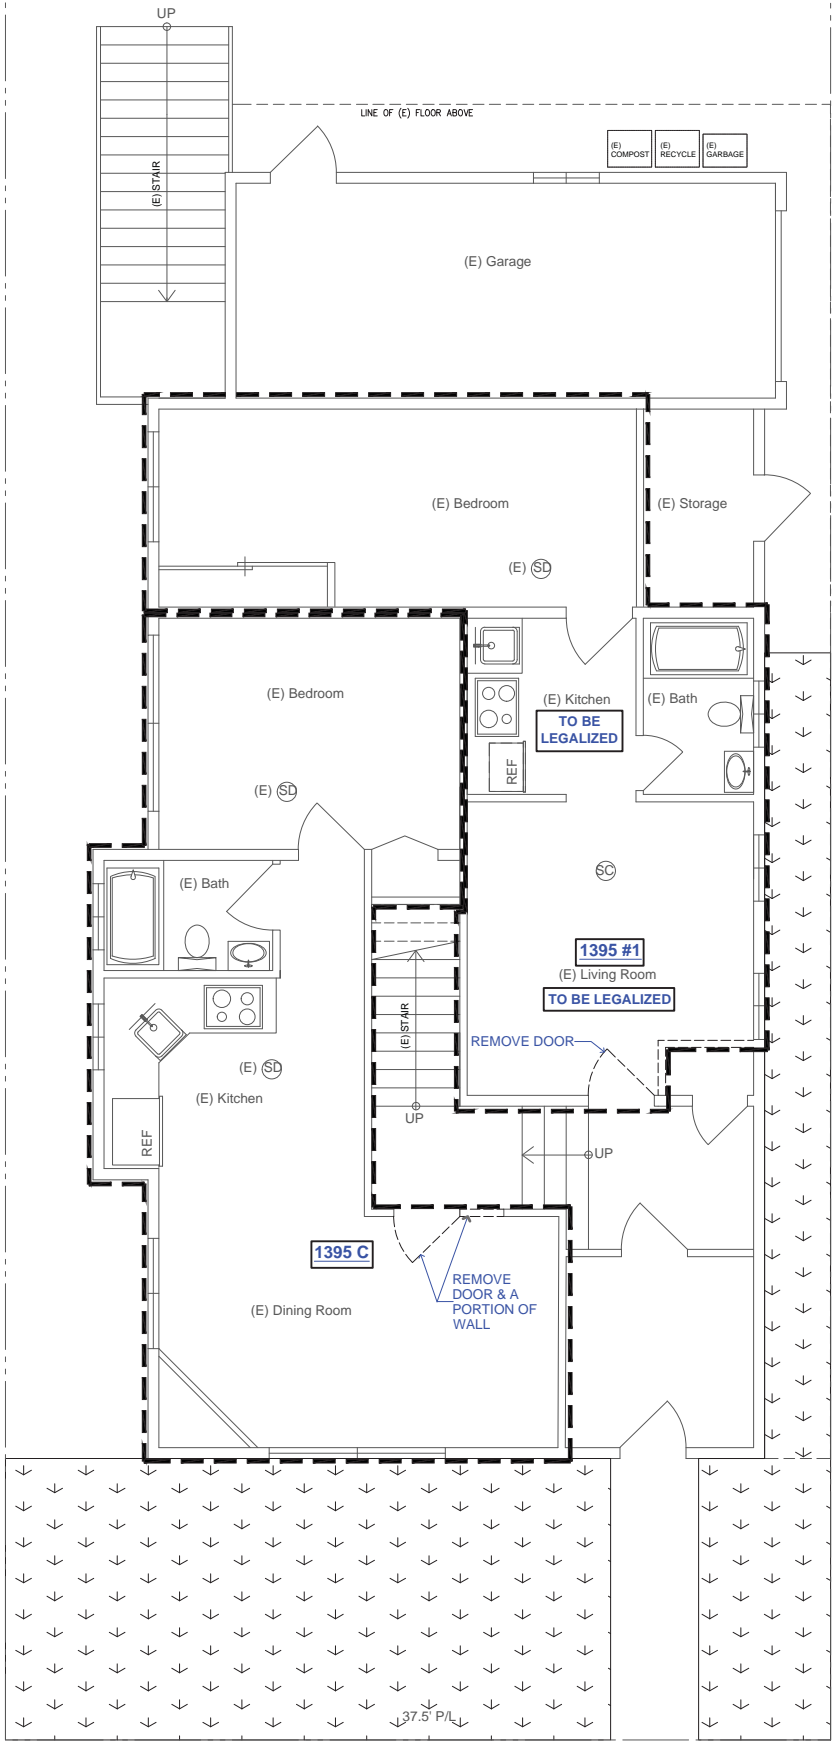 UP
LINE OF (E) FLOOR ABOVE
(E)
COMPOST
(E)
RECYCLE
(E)
GARBAGE
(E) STAIR
(E) Garage
(E) Bedroom
(E) Storage
(E) SD
(E) Bedroom
(E) Kitchen
(E) Bath
TO BE
LEGALIZED
REF
(E) SD
SC
(E) Bath
1395 #1
(E) Living Room
TO BE LEGALIZED
(E) STAIR
REMOVE DOOR
(E) SD
(E) Kitchen
REF
UP
UP
1395 C
REMOVE
DOOR & A
PORTION OF
WALL
(E) Dining Room
37.5' P/L